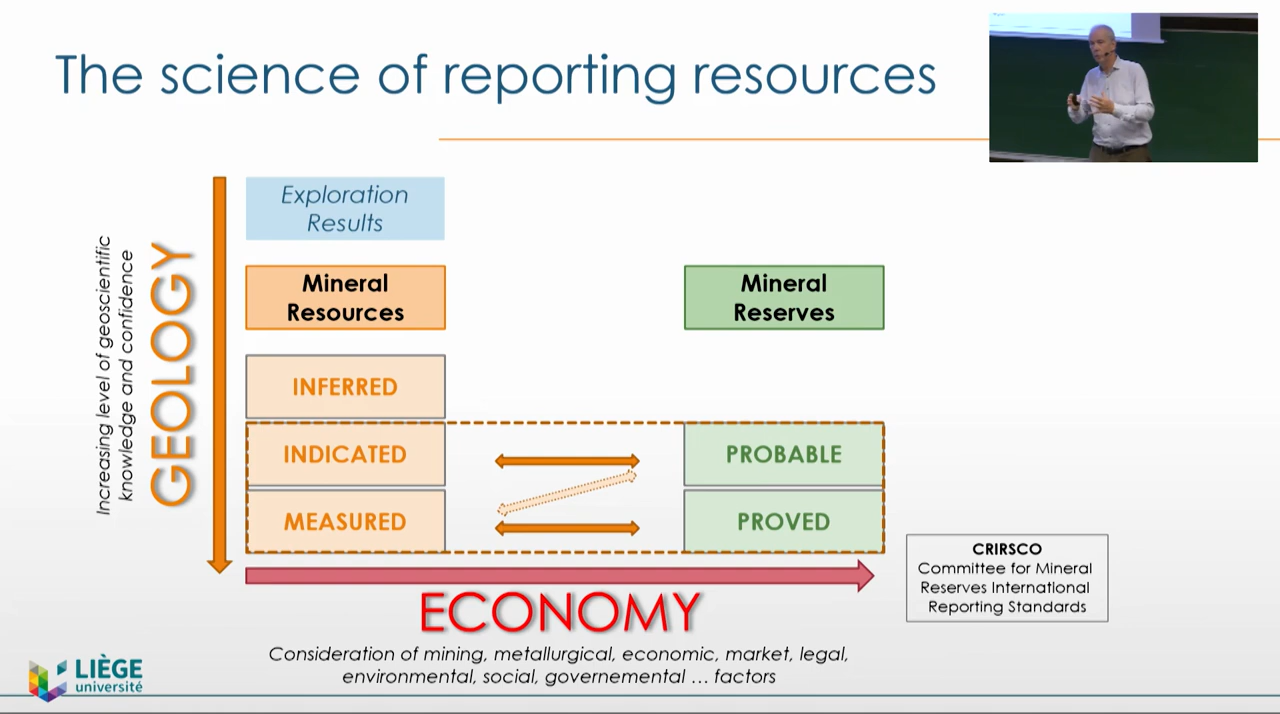 The science of reporting resources
Exploration
Results
Mineral
Resources
Mineral
Reserves
Increasing level of geoscientific
knowledge and confidence
GEOLOGY
INFERRED
INDICATED
PROBABLE
MEASURED
PROVED
CRIRSCO
Committee for Mineral
Reserves International
Reporting Standards
ECONOMY
Consideration of mining, metallurgical, economic, market, legal,
environmental, social, governemental ... factors
LIÈGE
université